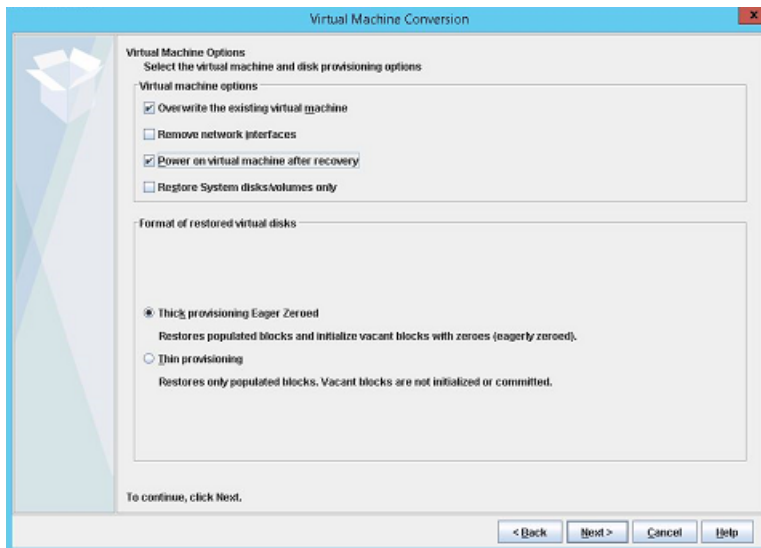 Virtual Machine Conversion
x
Virtual Machine Options
Select the virtual machine and disk provisioning options
Virtual machine options
Overwrite the existing virtual machine
Remove network interfaces
Power on virtual machine after recovery
Restore System disks/volumes only
Format of restored virtual disks
Thick provisioning Eager Zeroed
Restores populated blocks and initialize vacant blocks with zeroes (eagerly zeroed).
Thin provisioning
Restores only populated blocks. Vacant blocks are not initialized or committed.
To continue, click Next.
< Back Next > Cancel Help